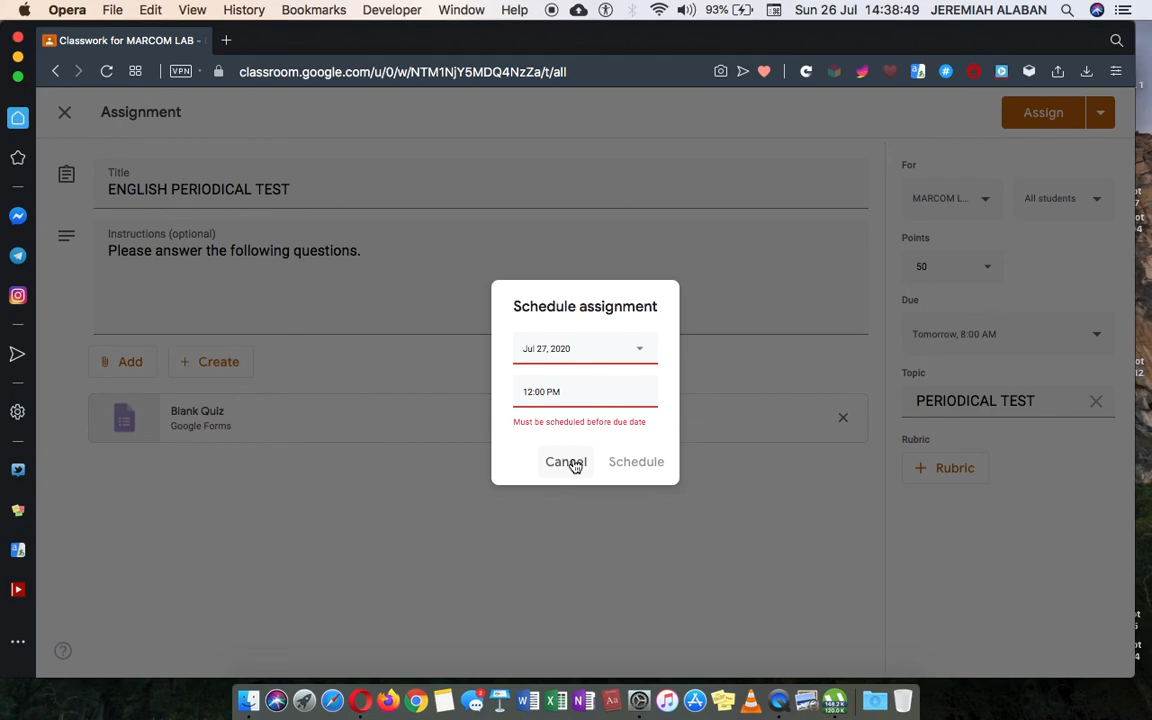 Opera File Edit View History Bookmarks Developer Window Help 93% Sun 26 Jul 14:38:49 JEREMIAH ALABAN
Classwork for MARCOM LAB -
VPN classroom.google.com/u/0/w/NTM1NjY5MDQ4NzZa/t/all
Assignment Assign
Title
ENGLISH PERIODICAL TEST
Instructions (optional)
Please answer the following questions.
Add Create
Blank Quiz
Google Forms
Schedule assignment
Jul 27, 2020
12:00 PM
Must be scheduled before due date
Cancel Schedule
For
MARCOM L... All students
Points
50
Due
Tomorrow, 8:00 AM
Topic
PERIODICAL TEST
Rubric
Rubric